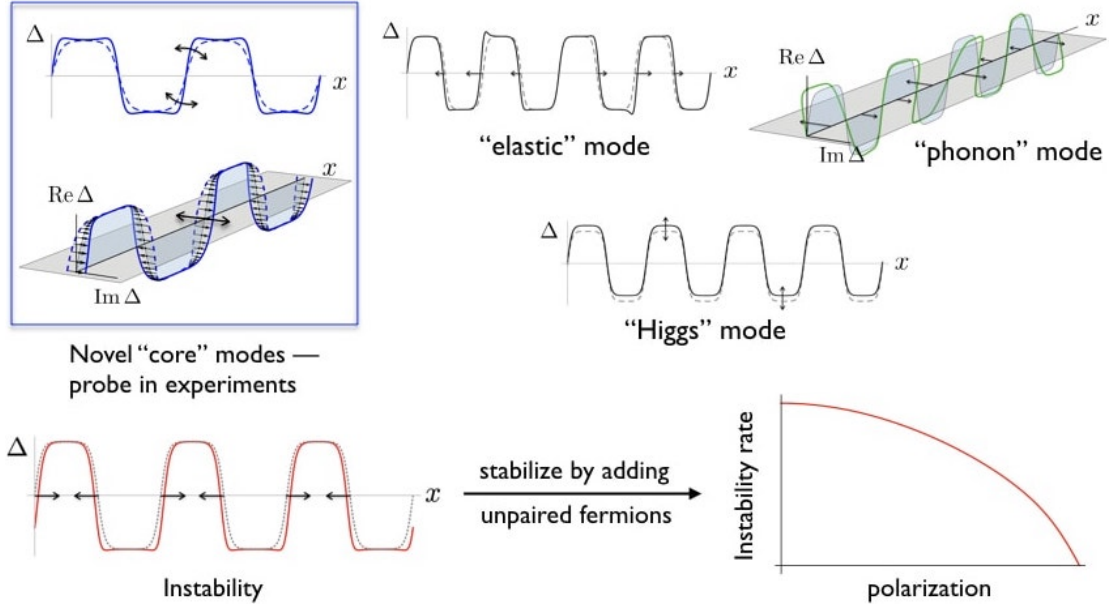 Δ
x
Re Δ
x
Im Δ
Novel “core” modes —
probe in experiments
Δ
x
“elastic” mode
Re Δ
x
Im Δ
“phonon” mode
Δ
x
“Higgs” mode
Δ
x
Instability
stabilize by adding
unpaired fermions
Instability rate
polarization